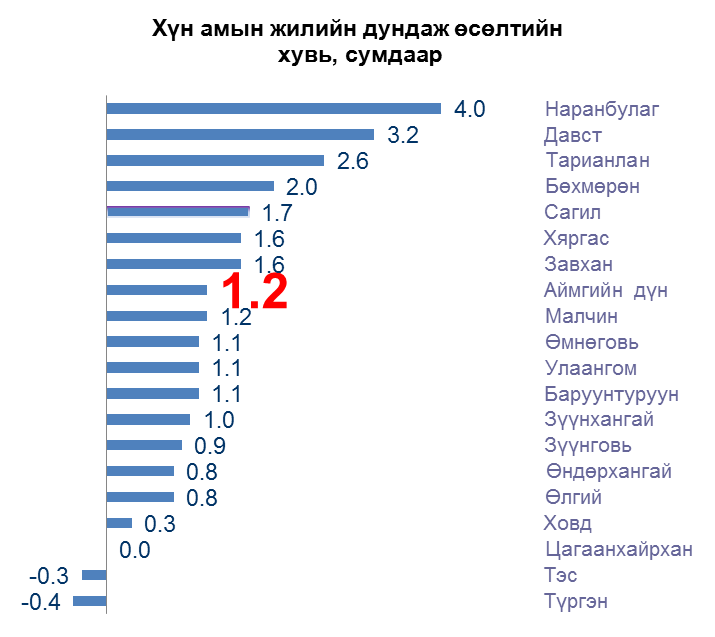 Хүн амын жилийн дундаж өсөлтийн
хувь, сумдаар
4.0 Наранбулаг
3.2 Давст
2.6 Тариaнлан
2.0 Бөхмөрөн
1.7 Сагил
1.6 Хяргас
1.6 Завхан
1.2 Аймгийн дүн
1.2 Малчин
1.1 Өмнөговь
1.1 Улаангом
1.1 Баруунтуруун
1.0 Зүүнхангай
0.9 Зүүнговь
0.8 Өндөрхангай
0.8 Өлгий
0.3 Ховд
0.0 Цагаанхайрхан
-0.3 Тэс
-0.4 Түргэн